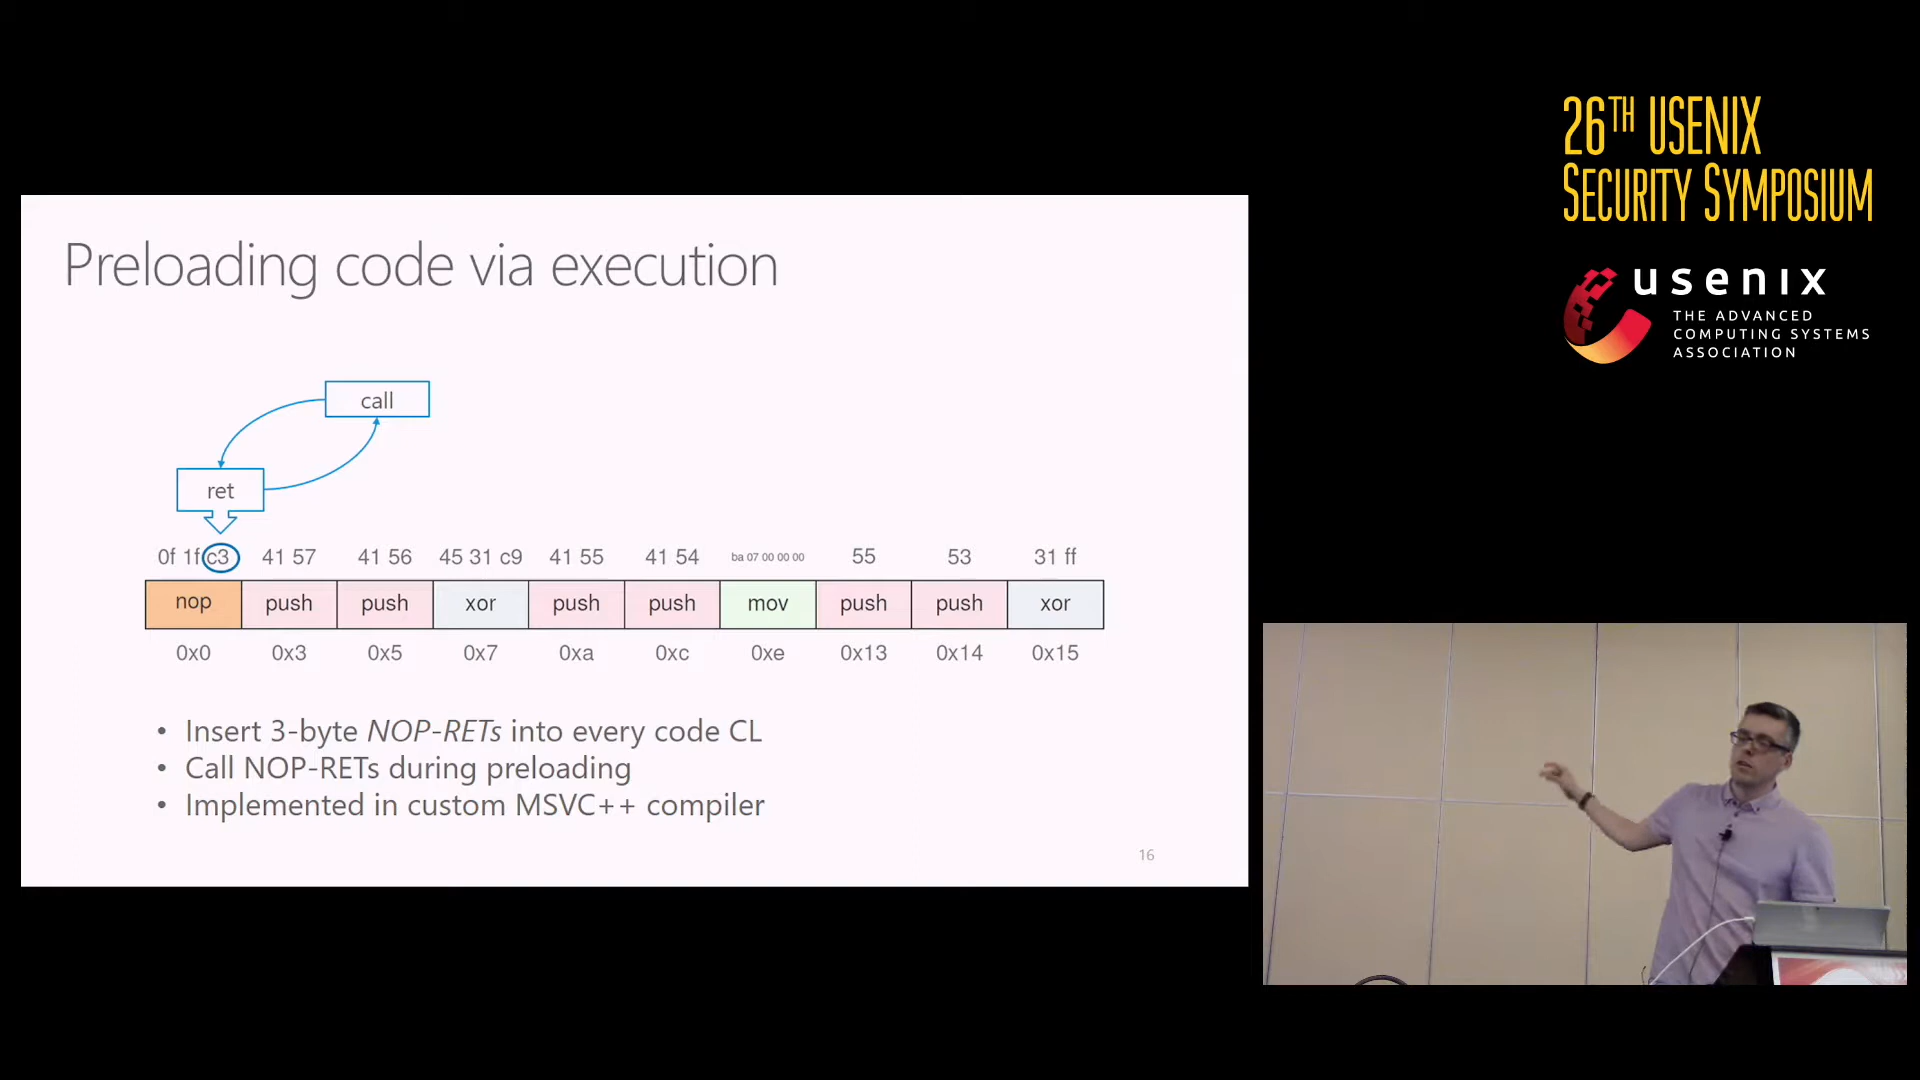 26TH USENIX
SECURITY SYMPOSIUM
usenix
THE ADVANCED
COMPUTING SYSTEMS
ASSOCIATION
Preloading code via execution
call
ret
0f 1f c3 41 57 41 56 45 31 c9 41 55 41 54 ba 07 00 00 00 55 53 31 ff
nop push push xor push push mov push push xor
0x0 0x3 0x5 0x7 0xa 0xc 0xe 0x13 0x14 0x15
• Insert 3-byte NOP-RETs into every code CL
• Call NOP-RETs during preloading
• Implemented in custom MSVC++ compiler
16